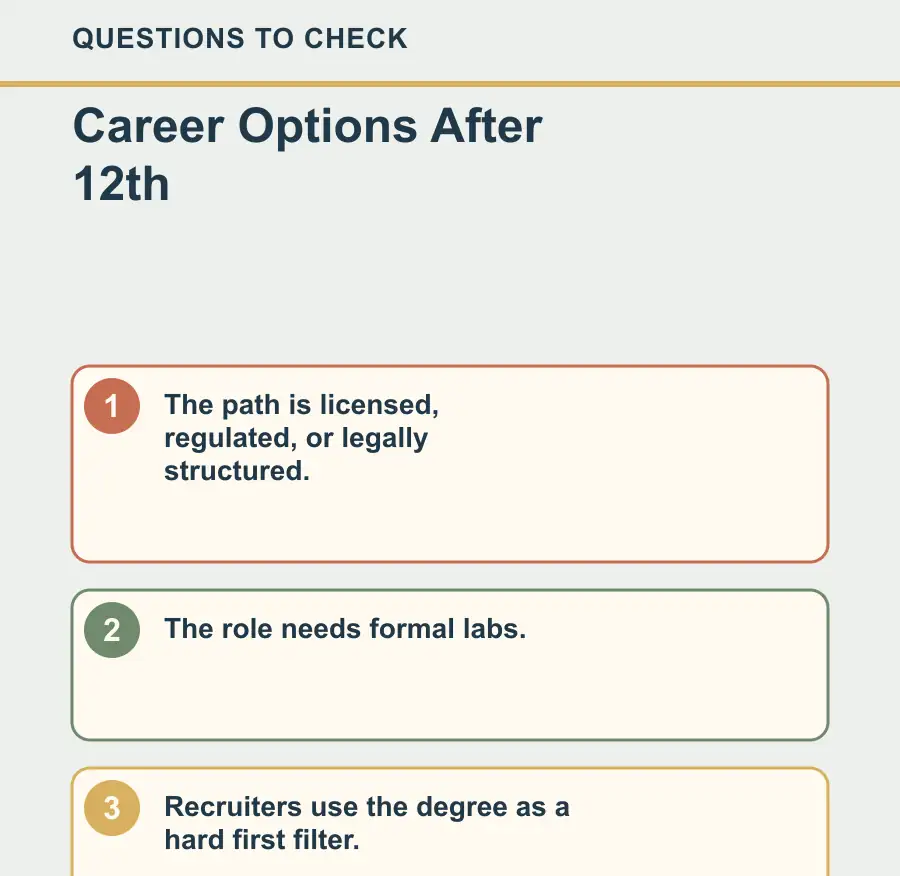 QUESTIONS TO CHECK
Career Options After
12th
1
The path is licensed,
regulated, or legally
structured.
2
The role needs formal labs.
3
Recruiters use the degree as a
hard first filter.